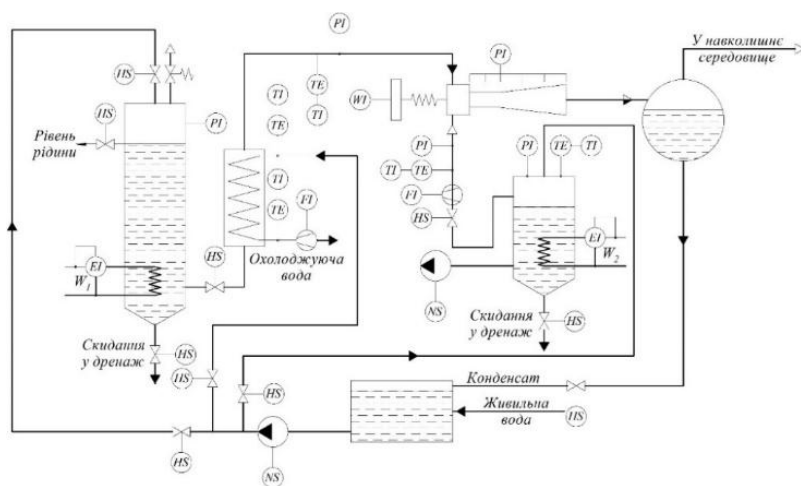 PI
У навколишнє
середовище
HS
HS
PI
TE
TI
TI
WI
PI
Рівень
рідини
PI
TE
TI
TE
PI
TI
TE
PI
TE
TI
FI
FI
HS
HS
Охолоджуюча
вода
EI
W₁
EI
W₂
NS
Скидання
у дренаж
HS
Скидання
у дренаж
HS
HS
HS
Конденсат
Живильна
вода
HS
HS
NS